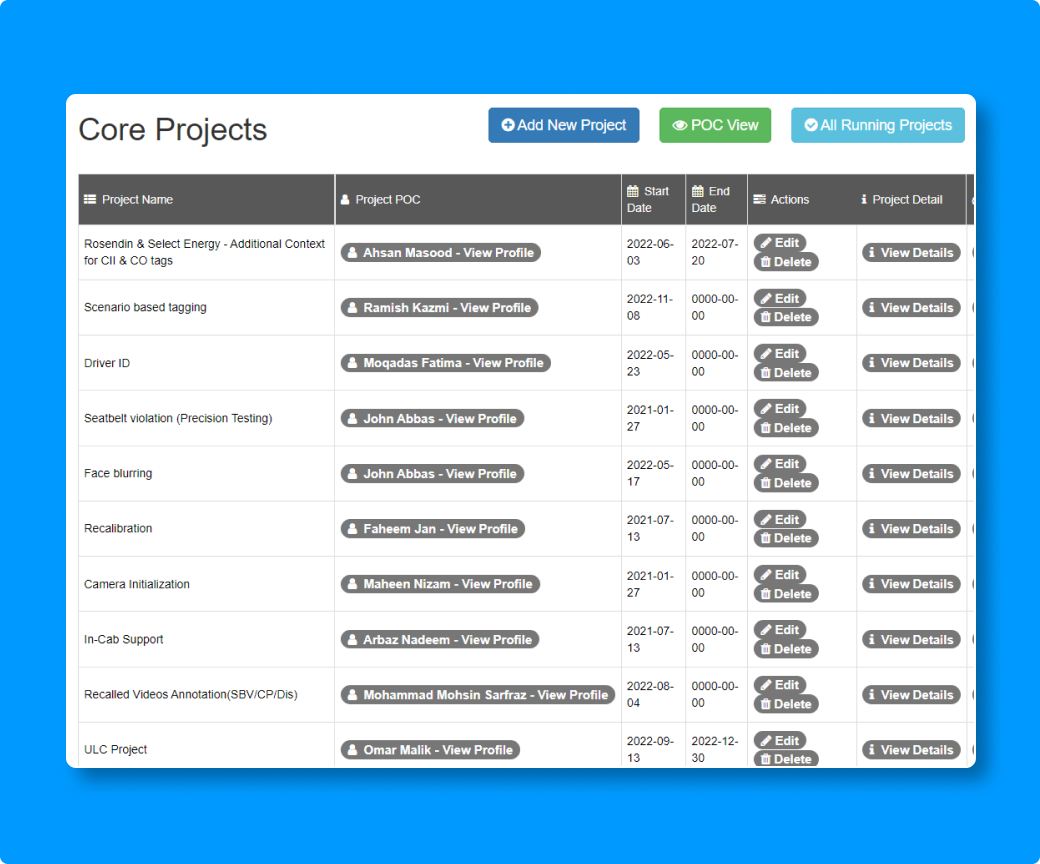 Core Projects
Add New Project
POC View
All Running Projects
Project Name
Project POC
Start
Date
End
Date
Actions
Project Detail
Rosendin & Select Energy - Additional Context
for CII & CO tags
Ahsan Masood - View Profile
2022-06-
03
2022-07-
20
Edit
Delete
View Details
Scenario based tagging
Ramish Kazmi - View Profile
2022-11-
08
0000-00-
00
Edit
Delete
View Details
Driver ID
Moqadas Fatima - View Profile
2022-05-
23
0000-00-
00
Edit
Delete
View Details
Seatbelt violation (Precision Testing)
John Abbas - View Profile
2021-01-
27
0000-00-
00
Edit
Delete
View Details
Face blurring
John Abbas - View Profile
2022-05-
17
0000-00-
00
Edit
Delete
View Details
Recalibration
Faheem Jan - View Profile
2021-07-
13
0000-00-
00
Edit
Delete
View Details
Camera Initialization
Maheen Nizam - View Profile
2021-01-
27
0000-00-
00
Edit
Delete
View Details
In-Cab Support
Arbaz Nadeem - View Profile
2021-07-
13
0000-00-
00
Edit
Delete
View Details
Recalled Videos Annotation(SBV/CP/Dis)
Mohammad Mohsin Sarfraz - View Profile
2022-08-
04
0000-00-
00
Edit
Delete
View Details
ULC Project
Omar Malik - View Profile
2022-09-
13
2022-12-
30
Edit
Delete
View Details